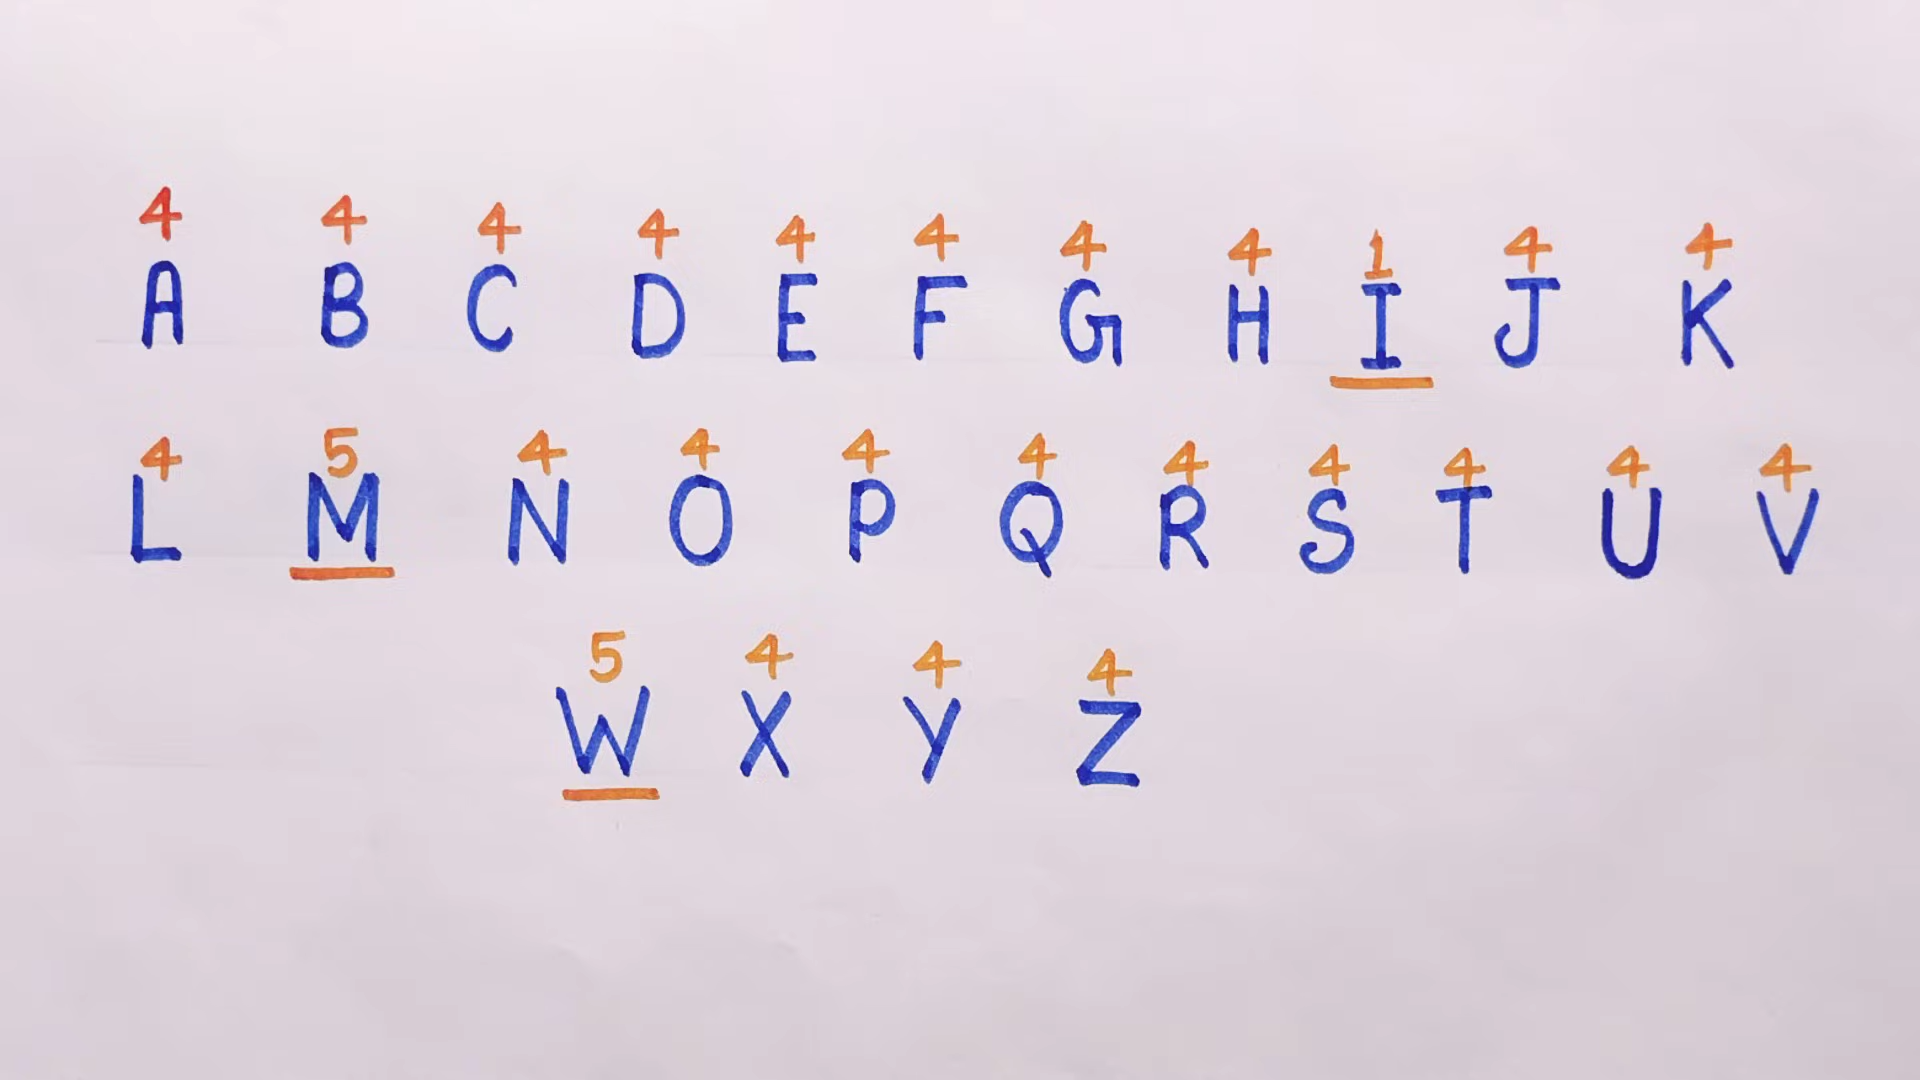 4 4 4 4 4 4 4 4 1 4 4
A B C D E F G H I J K
4 5 4 4 4 4 4 4 4 4 4
L M N O P Q R S T U V
5 4 4 4
W X Y Z